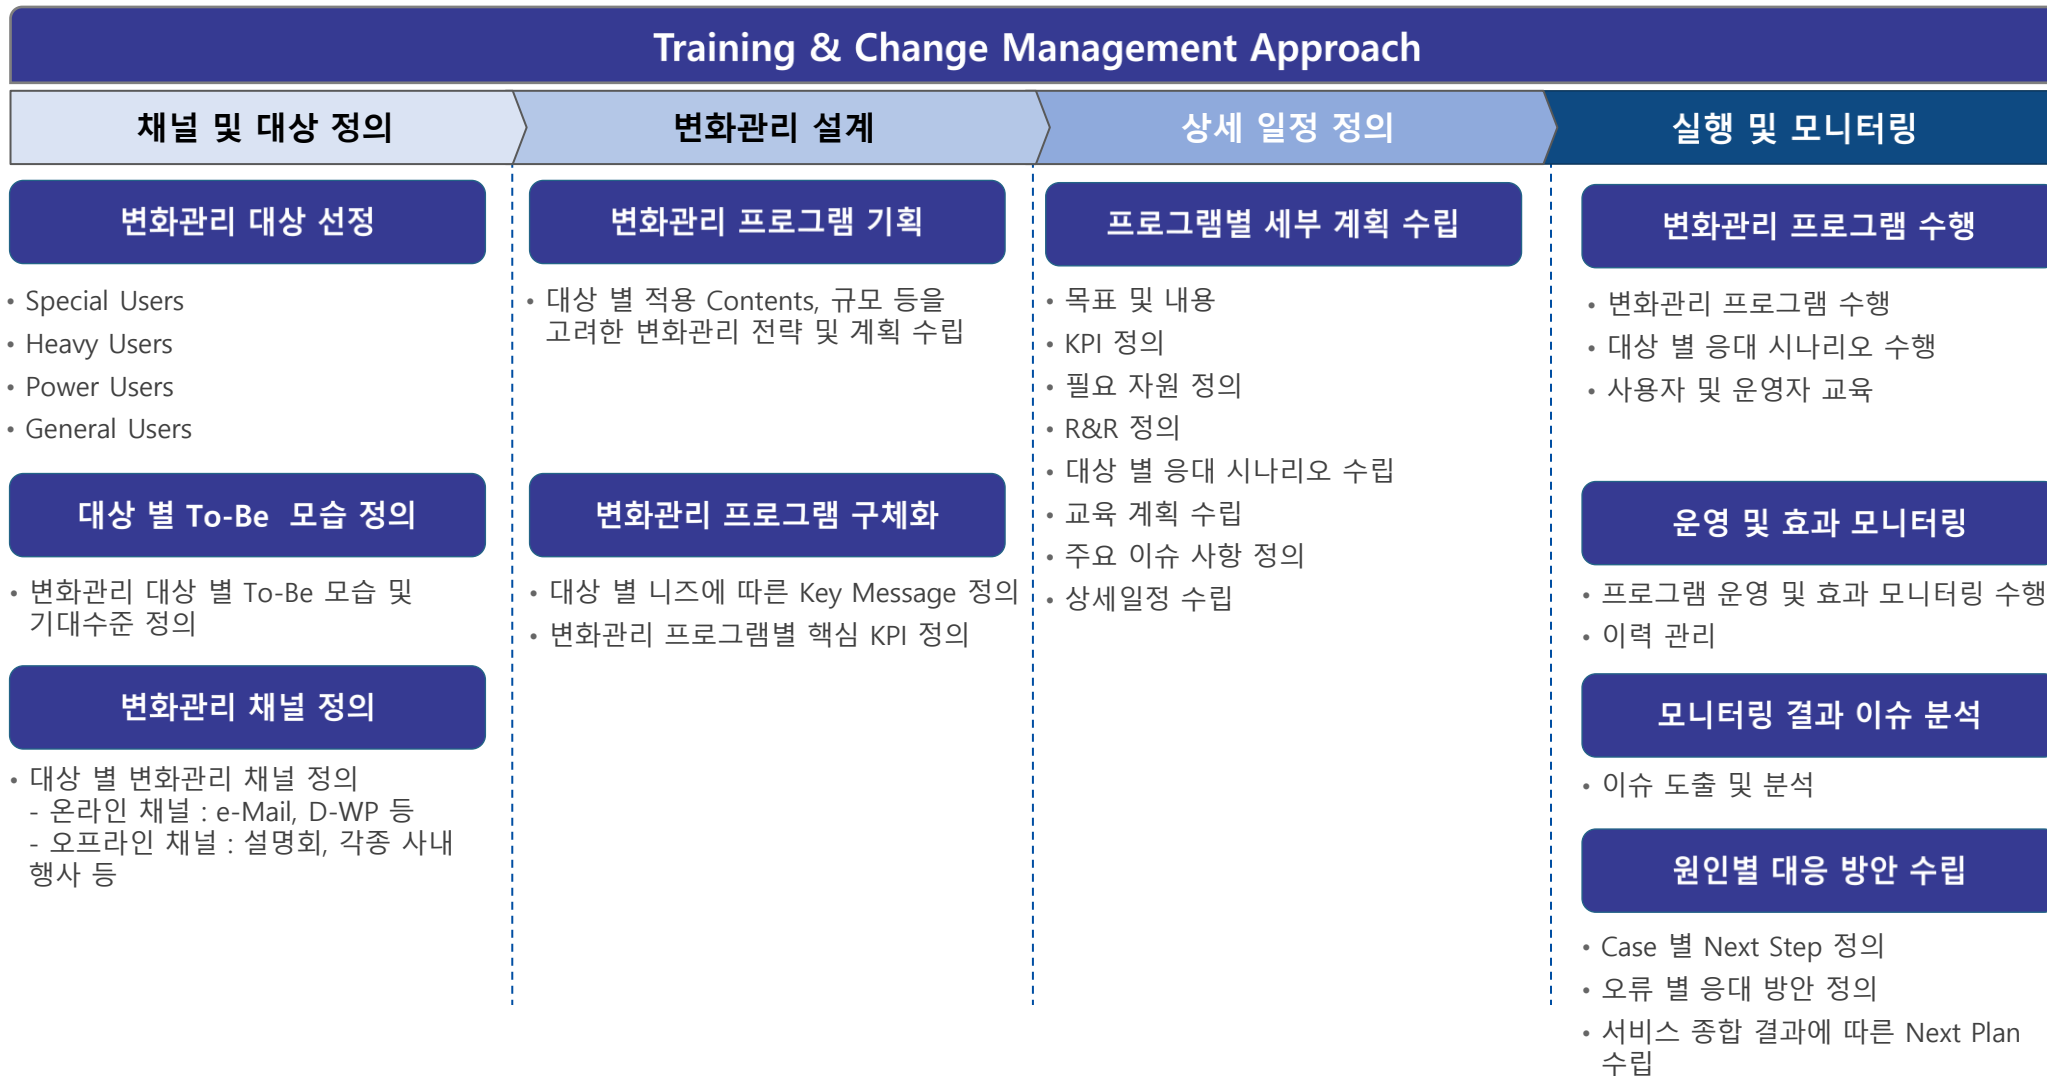 Training & Change Management Approach
채널 및 대상 정의
변화관리 설계
상세 일정 정의
실행 및 모니터링
변화관리 대상 선정
• Special Users
• Heavy Users
• Power Users
• General Users
대상 별 To-Be 모습 정의
• 변화관리 대상 별 To-Be 모습 및
기대수준 정의
변화관리 채널 정의
• 대상 별 변화관리 채널 정의
- 온라인 채널 : e-Mail, D-WP 등
- 오프라인 채널 : 설명회, 각종 사내
행사 등
변화관리 프로그램 기획
• 대상 별 적용 Contents, 규모 등을
고려한 변화관리 전략 및 계획 수립
변화관리 프로그램 구체화
• 대상 별 니즈에 따른 Key Message 정의
• 변화관리 프로그램별 핵심 KPI 정의
프로그램별 세부 계획 수립
• 목표 및 내용
• KPI 정의
• 필요 자원 정의
• R&R 정의
• 대상 별 응대 시나리오 수립
• 교육 계획 수립
• 주요 이슈 사항 정의
• 상세일정 수립
변화관리 프로그램 수행
• 변화관리 프로그램 수행
• 대상 별 응대 시나리오 수행
• 사용자 및 운영자 교육
운영 및 효과 모니터링
• 프로그램 운영 및 효과 모니터링 수행
• 이력 관리
모니터링 결과 이슈 분석
• 이슈 도출 및 분석
원인별 대응 방안 수립
• Case 별 Next Step 정의
• 오류 별 응대 방안 정의
• 서비스 종합 결과에 따른 Next Plan
수립